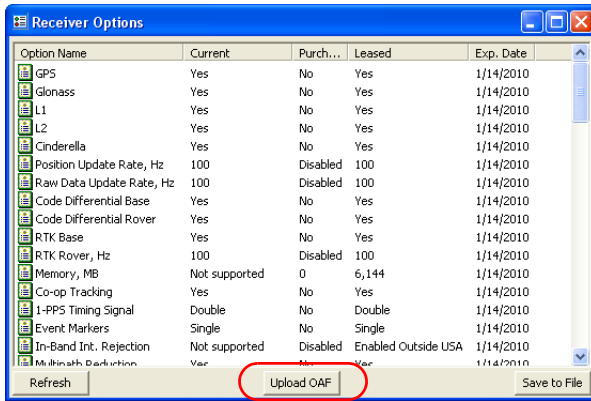 Receiver Options
Option Name Current Purch... Leased Exp. Date
GPS Yes No Yes 1/14/2010
Glonass Yes No Yes 1/14/2010
L1 Yes No Yes 1/14/2010
L2 Yes No Yes 1/14/2010
Cinderella Yes No Yes 1/14/2010
Position Update Rate, Hz 100 Disabled 100 1/14/2010
Raw Data Update Rate, Hz 100 Disabled 100 1/14/2010
Code Differential Base Yes No Yes 1/14/2010
Code Differential Rover Yes No Yes 1/14/2010
RTK Base Yes No Yes 1/14/2010
RTK Rover, Hz 100 Disabled 100 1/14/2010
Memory, MB Not supported 0 6,144 1/14/2010
Co-op Tracking Yes No Yes 1/14/2010
1-PPS Timing Signal Double No Double 1/14/2010
Event Markers Single No Single 1/14/2010
In-Band Int. Rejection Not supported Disabled Enabled Outside USA 1/14/2010
Multipath Reduction Yes No Yes 1/14/2010
Refresh Upload OAF Save to File